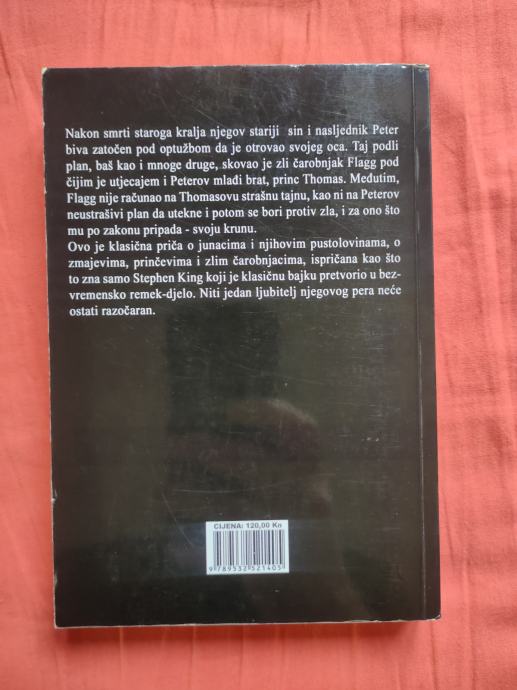 Nakon smrti staroga kralja njegov stariji sin i nasljednik Peter
biva zatočen pod optužbom da je otrovao svojeg oca. Taj podli
plan, baš kao i mnoge druge, skovao je zli čarobnjak Flagg pod
čijim je utjecajem i Peterov mlađi brat, princ Thomas. Međutim,
Flagg nije računao na Thomasovu strašnu tajnu, kao ni na Peterov
neustrašivi plan da utekne i potom se bori protiv zla, i za ono što
mu po zakonu pripada - svoju krunu.
Ovo je klasična priča o junacima i njihovim pustolovinama, o
zmajevima, prinčevima i zlim čarobnjacima, ispričana kao što
to zna samo Stephen King koji je klasičnu bajku pretvorio u bez-
vremensko remek-djelo. Niti jedan ljubitelj njegovog pera neće
ostati razočaran.
CIJENA: 120,00 Kn
9 789532 521405